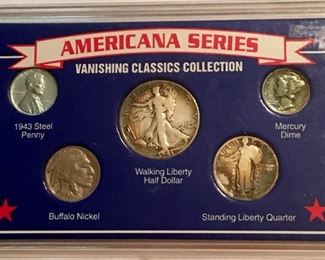 AMERICANA SERIES
VANISHING CLASSICS COLLECTION
1943 Steel
Penny
Mercury
Dime
Walking Liberty
Half Dollar
Buffalo Nickel
Standing Liberty Quarter